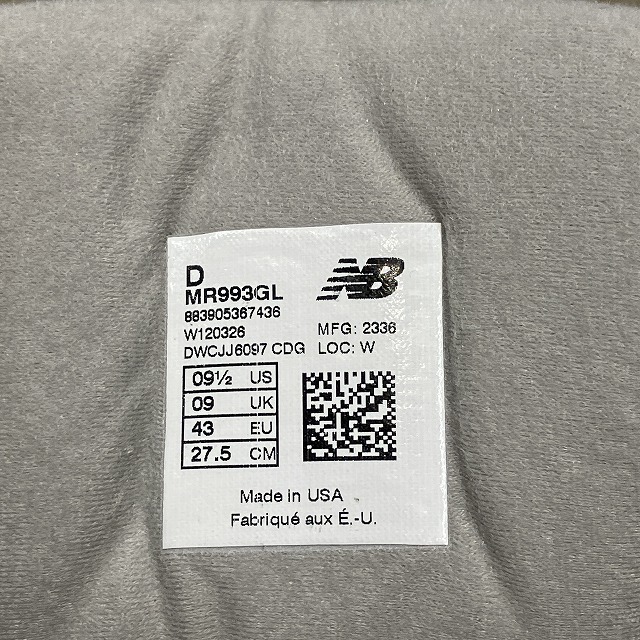 D
MR993GL
NB
883905367436
W120326 MFG: 2336
DWCJJ6097 CDG LOC: W
09½ US
09 UK
43 EU
27.5 CM
Made in USA
Fabriqué aux É.-U.